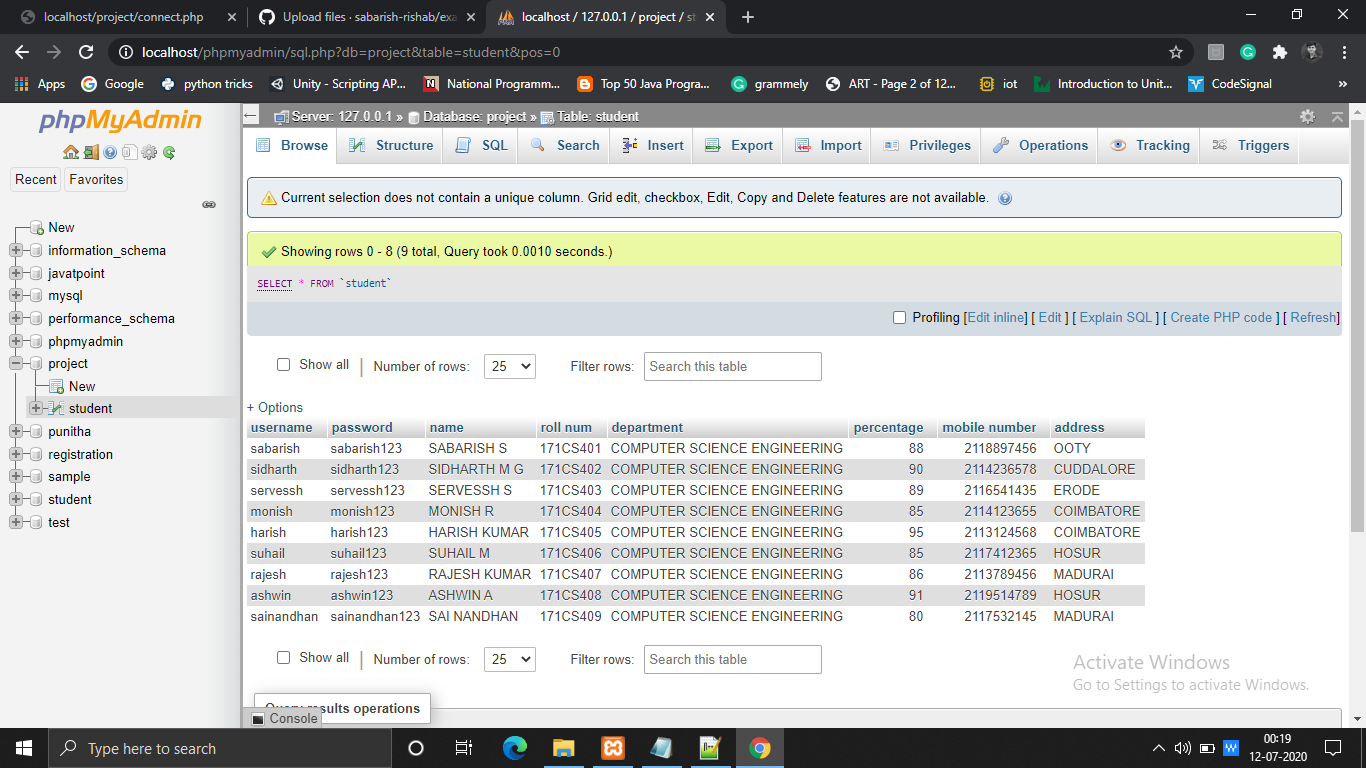 localhost/project/connect.php
Upload files · sabarish-rishab/exa
localhost / 127.0.0.1 / project / st
localhost/phpmyadmin/sql.php?db=project&table=student&pos=0
Apps Google python tricks Unity - Scripting AP... National Programm... Top 50 Java Progra... grammely ART - Page 2 of 12... iot Introduction to Unit... CodeSignal »
phpMyAdmin
Recent Favorites
New
information_schema
javatpoint
mysql
performance_schema
phpmyadmin
project
New
student
punitha
registration
sample
student
test
Server: 127.0.0.1 » Database: project » Table: student
Browse Structure SQL Search Insert Export Import Privileges Operations Tracking Triggers
Current selection does not contain a unique column. Grid edit, checkbox, Edit, Copy and Delete features are not available.
Showing rows 0 - 8 (9 total, Query took 0.0010 seconds.)
SELECT * FROM `student`
Profiling [Edit inline] [ Edit ] [ Explain SQL ] [ Create PHP code ] [ Refresh]
Show all | Number of rows: 25 Filter rows: Search this table
+ Options
username password name roll num department percentage mobile number address
sabarish sabarish123 SABARISH S 171CS401 COMPUTER SCIENCE ENGINEERING 88 2118897456 OOTY
sidharth sidharth123 SIDHARTH M G 171CS402 COMPUTER SCIENCE ENGINEERING 90 2114236578 CUDDALORE
servessh servessh123 SERVESSH S 171CS403 COMPUTER SCIENCE ENGINEERING 89 2116541435 ERODE
monish monish123 MONISH R 171CS404 COMPUTER SCIENCE ENGINEERING 85 2114123655 COIMBATORE
harish harish123 HARISH KUMAR 171CS405 COMPUTER SCIENCE ENGINEERING 95 2113124568 COIMBATORE
suhail suhail123 SUHAIL M 171CS406 COMPUTER SCIENCE ENGINEERING 85 2117412365 HOSUR
rajesh rajesh123 RAJESH KUMAR 171CS407 COMPUTER SCIENCE ENGINEERING 86 2113789456 MADURAI
ashwin ashwin123 ASHWIN A 171CS408 COMPUTER SCIENCE ENGINEERING 91 2119514789 HOSUR
sainandhan sainandhan123 SAI NANDHAN 171CS409 COMPUTER SCIENCE ENGINEERING 80 2117532145 MADURAI
Show all | Number of rows: 25 Filter rows: Search this table
Activate Windows
Go to Settings to activate Windows.
Query results operations
Console
Type here to search
00:19
12-07-2020